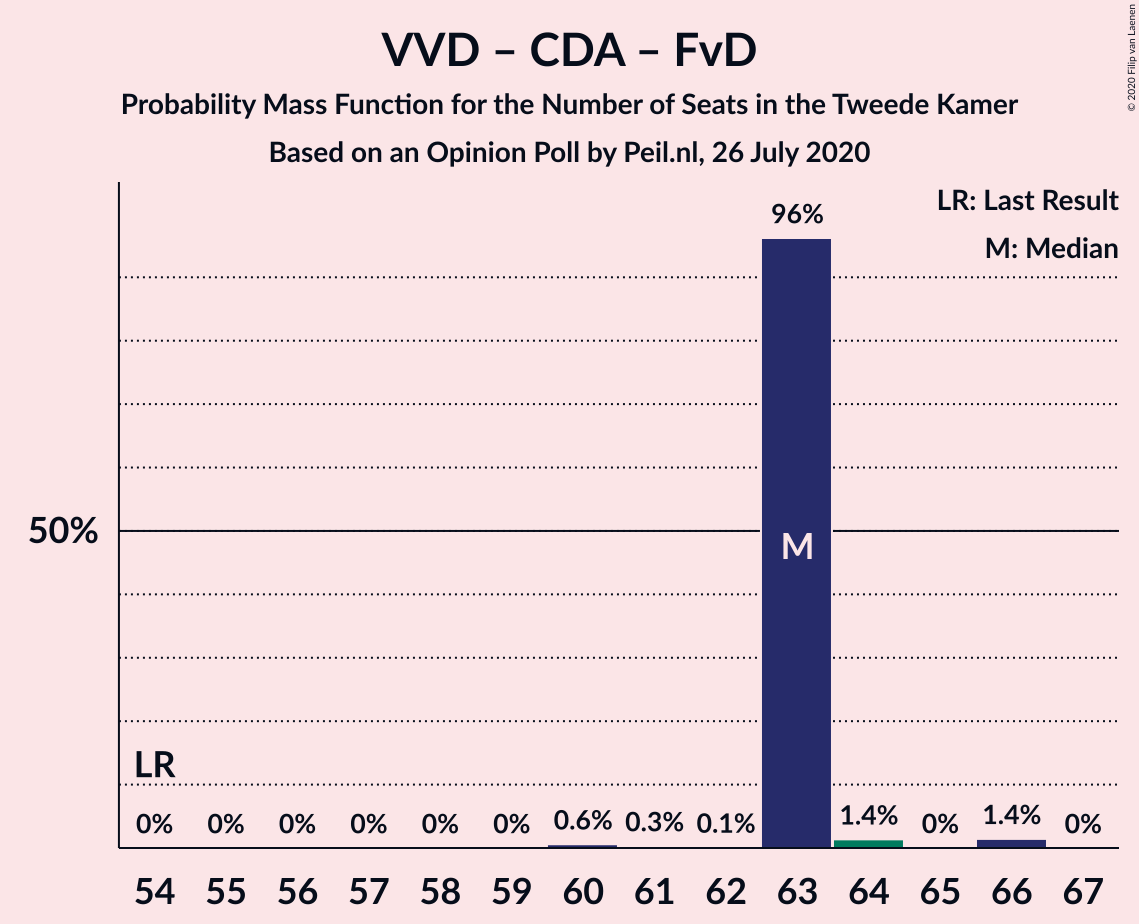 VVD – CDA – FvD
Probability Mass Function for the Number of Seats in the Tweede Kamer
Based on an Opinion Poll by Peil.nl, 26 July 2020
© 2020 Filip van Laenen
LR: Last Result
M: Median
96%
50%
M
LR
0% 0% 0% 0% 0% 0% 0.6% 0.3% 0.1% 1.4% 0% 1.4% 0%
54 55 56 57 58 59 60 61 62 63 64 65 66 67